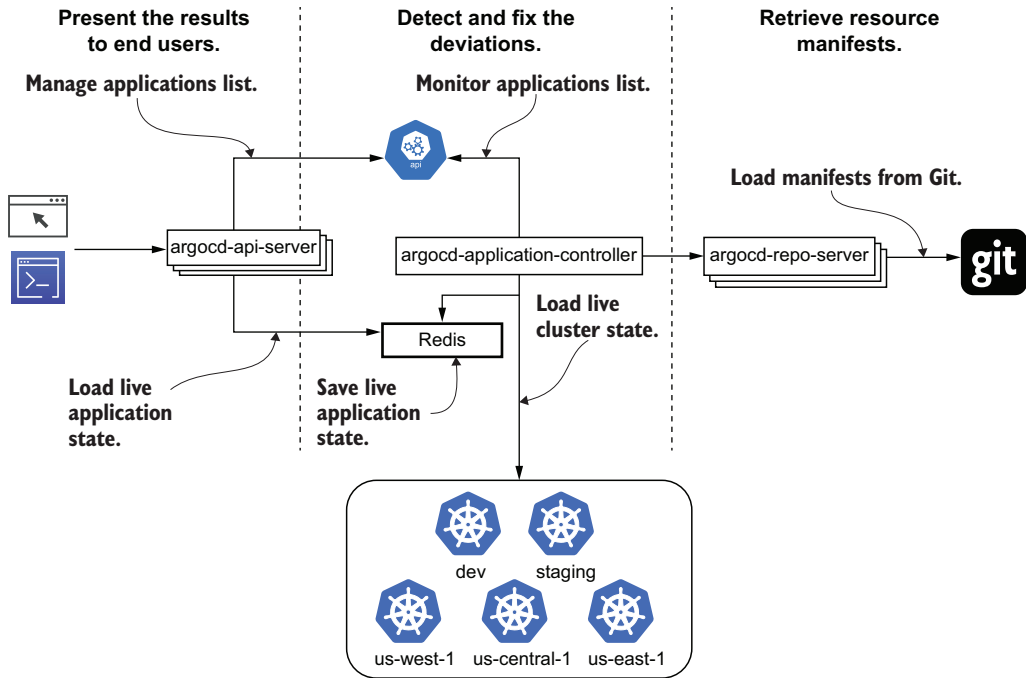 Present the results
to end users.
Detect and fix the
deviations.
Retrieve resource
manifests.
Manage applications list.
Monitor applications list.
api
Load manifests from Git.
argocd-api-server
argocd-application-controller
argocd-repo-server
git
>_
Redis
Load live
cluster state.
Load live
application
state.
Save live
application
state.
dev
staging
us-west-1
us-central-1
us-east-1